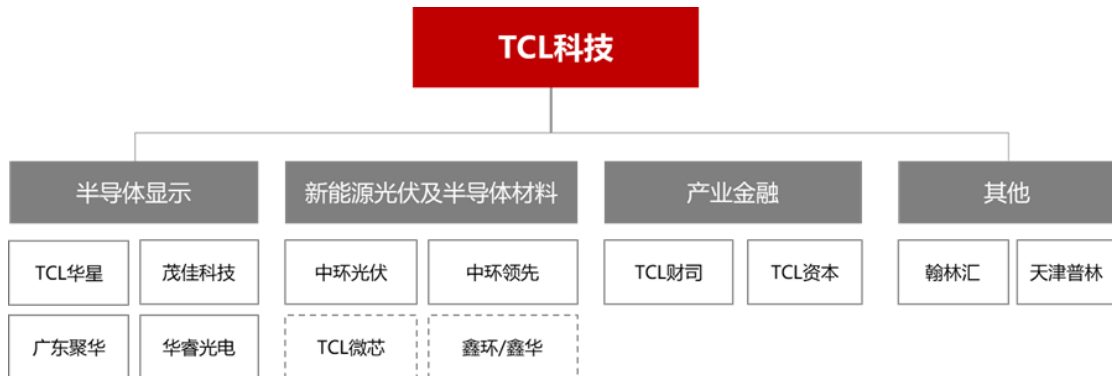 TCL科技
半导体显示
新能源光伏及半导体材料
产业金融
其他
TCL华星
茂佳科技
中环光伏
中环领先
TCL财司
TCL资本
翰林汇
天津普林
广东聚华
华睿光电
TCL微芯
鑫环/鑫华